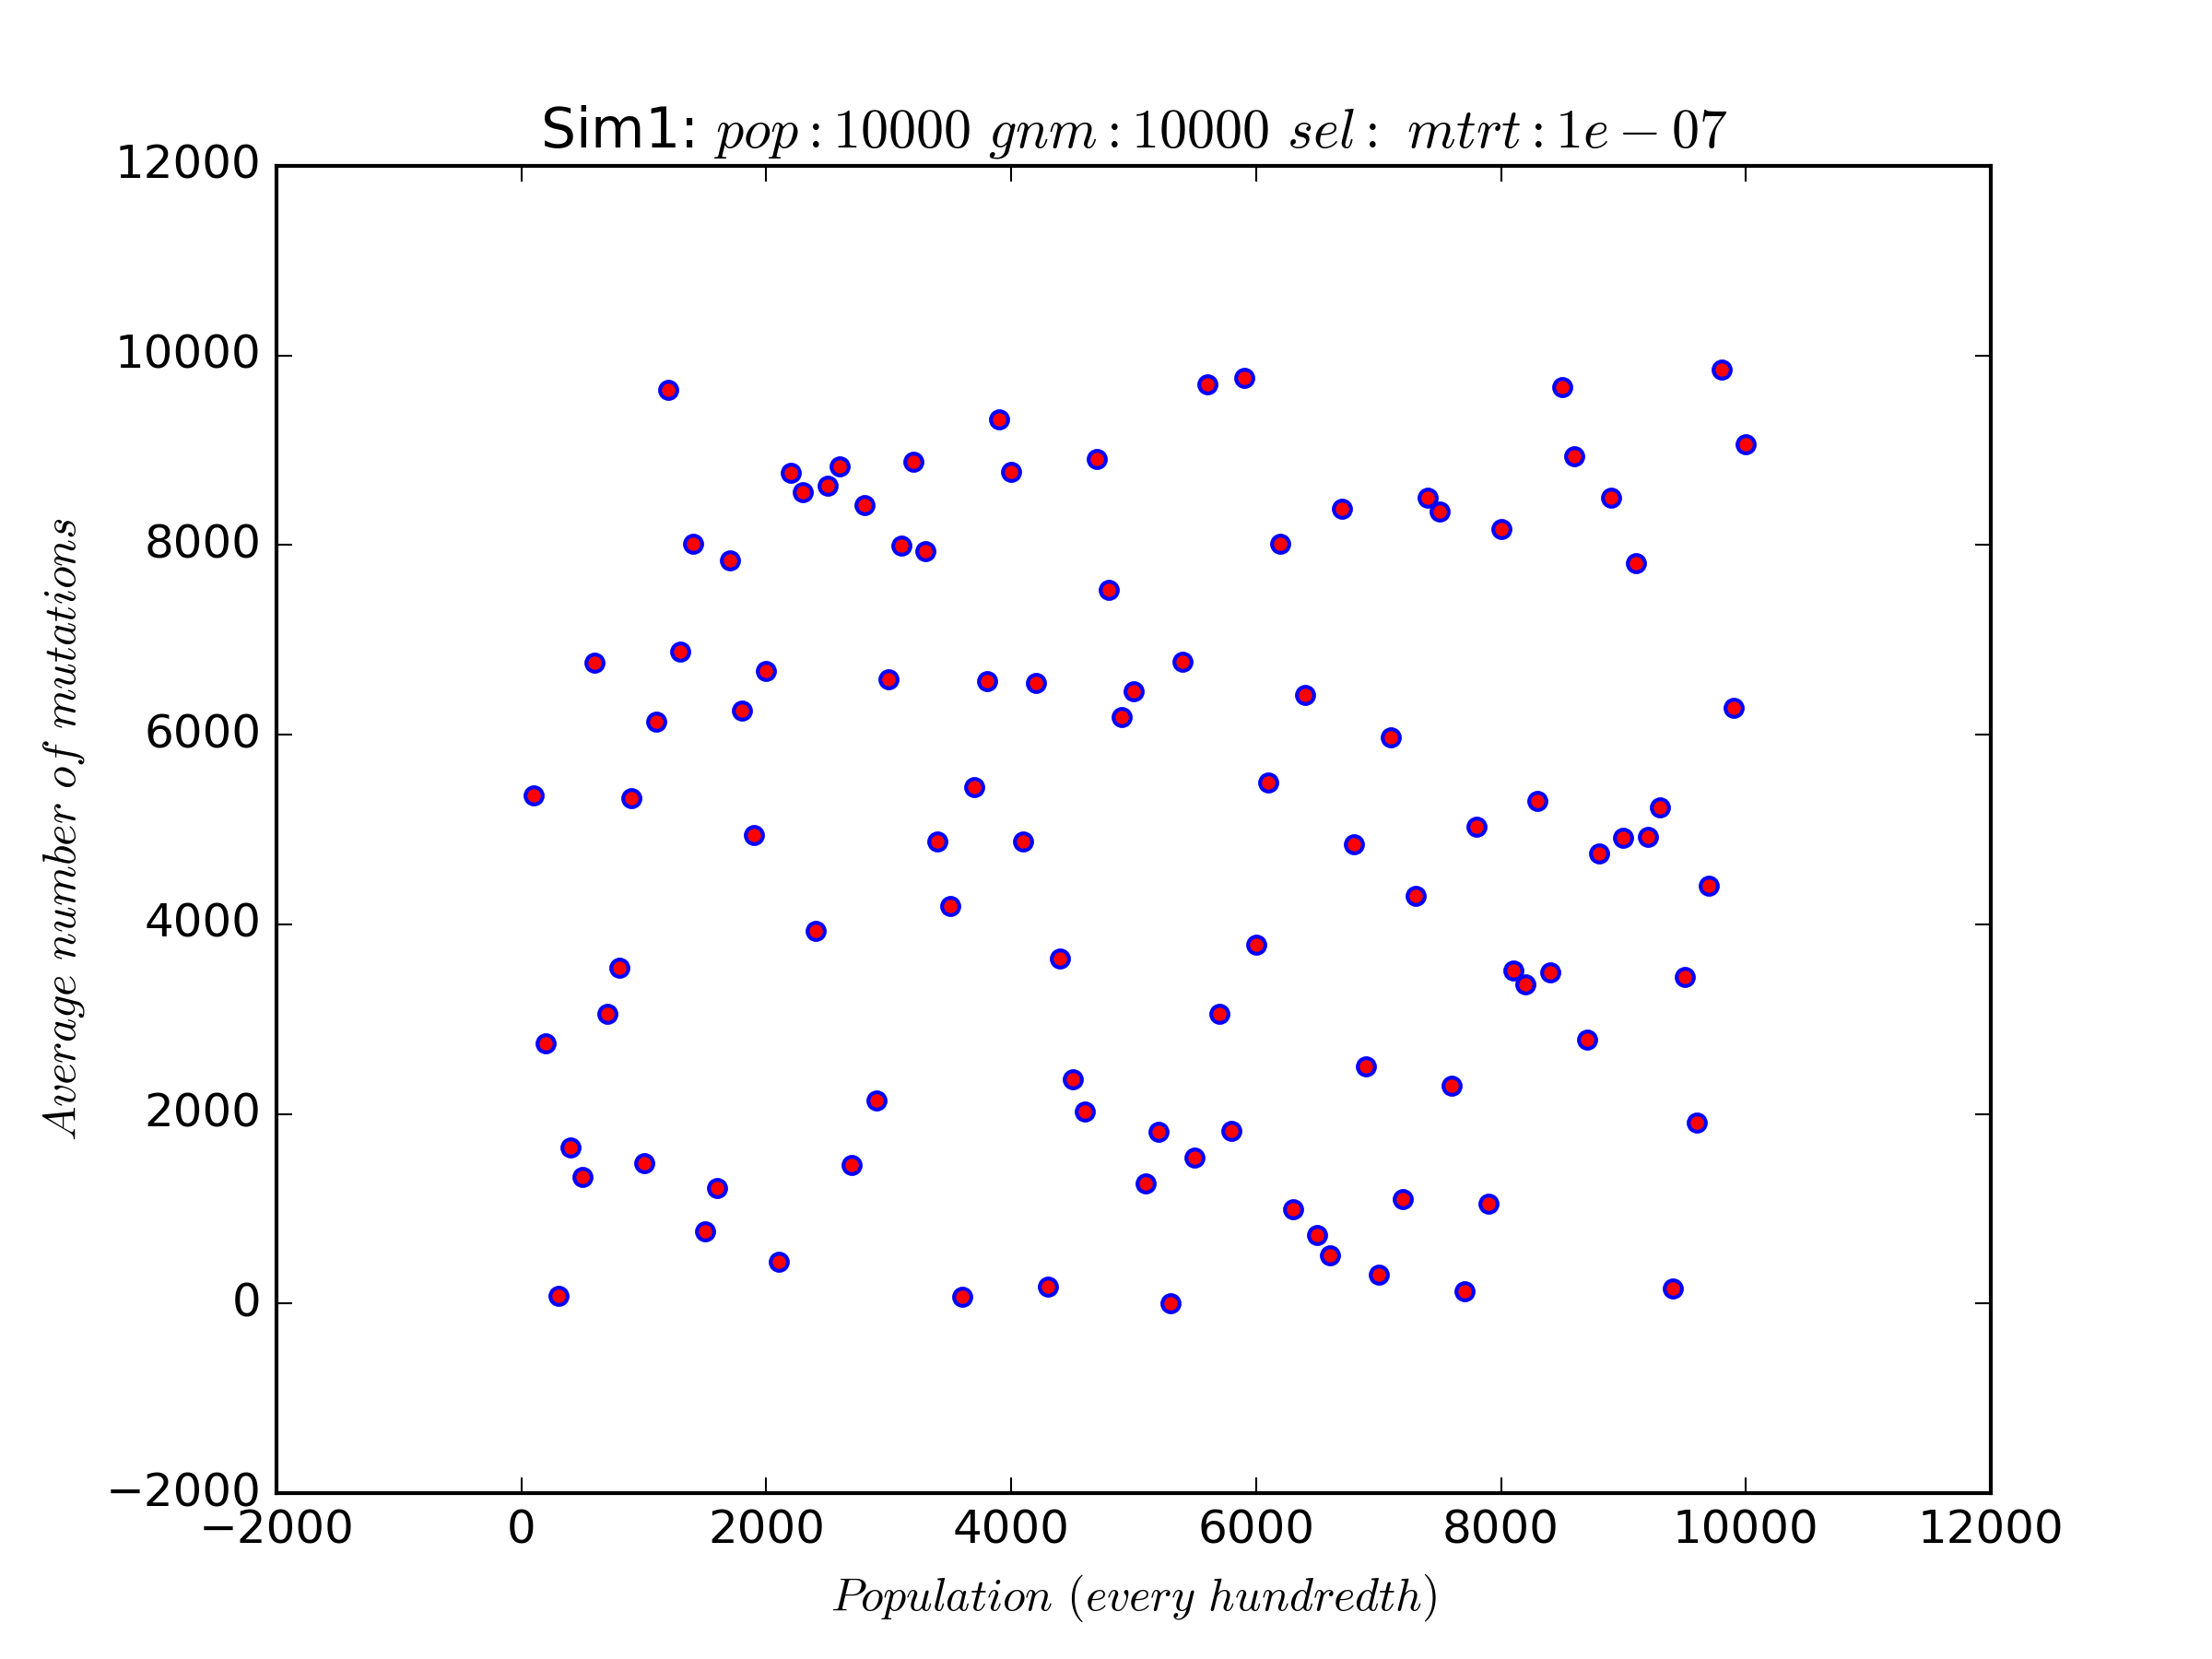 Sim1: pop : 10000 gnm : 10000 sel : mtrt : 1e − 07
12000
10000
8000
6000
4000
2000
0
−2000
Average number of mutations
−2000 0 2000 4000 6000 8000 10000 12000
Population (every hundredth)